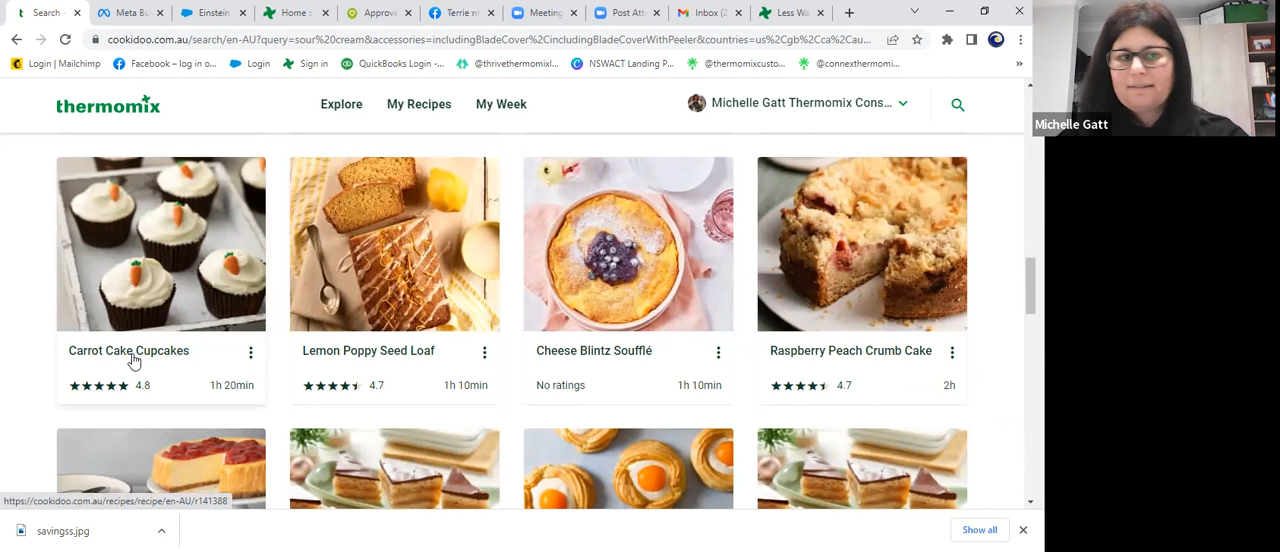 Search -
Meta Bu
Einstein
Home ::
Approve
Terrie re
Meeting
Post Att
Inbox (2
Less Wa
cookidoo.com.au/search/en-AU?query=sour%20cream&accessories=includingBladeCover%2CincludingBladeCoverWithPeeler&countries=us%2Cgb%2Cca%2Cau...
Login | Mailchimp
Facebook – log in o...
Login
Sign in
QuickBooks Login -...
@thrivethermomixl...
NSWACT Landing P...
@thermomixcusto...
@connexthermomi...
»
thermomix
Explore
My Recipes
My Week
Michelle Gatt Thermomix Cons...
Michelle Gatt
Carrot Cake Cupcakes
4.8
1h 20min
Lemon Poppy Seed Loaf
4.7
1h 10min
Cheese Blintz Soufflé
No ratings
1h 10min
Raspberry Peach Crumb Cake
4.7
2h
https://cookidoo.com.au/recipes/recipe/en-AU/r141388
savingss.jpg
Show all